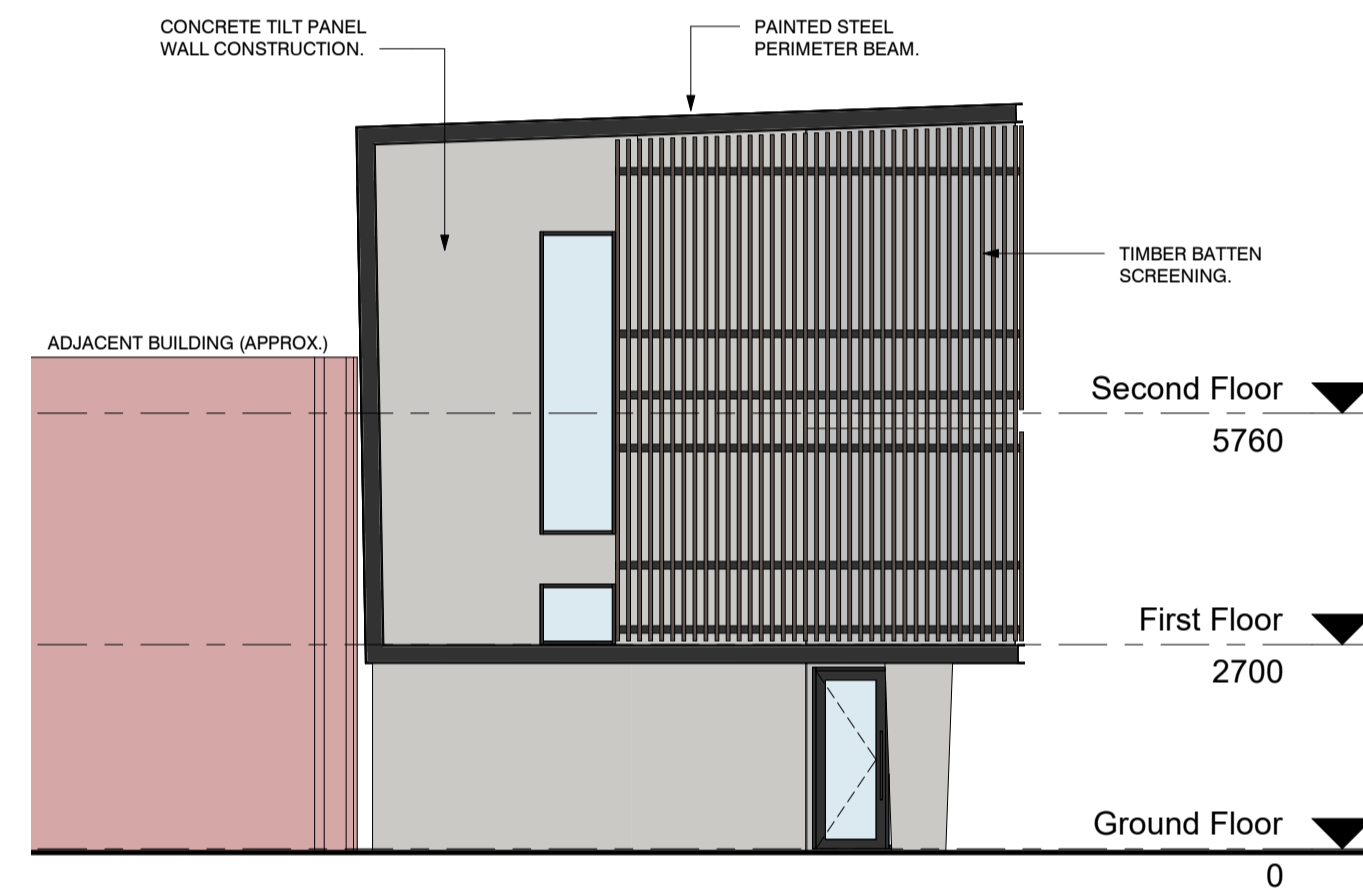 CONCRETE TILT PANEL
WALL CONSTRUCTION.
PAINTED STEEL
PERIMETER BEAM.
TIMBER BATTEN
SCREENING.
ADJACENT BUILDING (APPROX.)
Second Floor
5760
First Floor
2700
Ground Floor
0